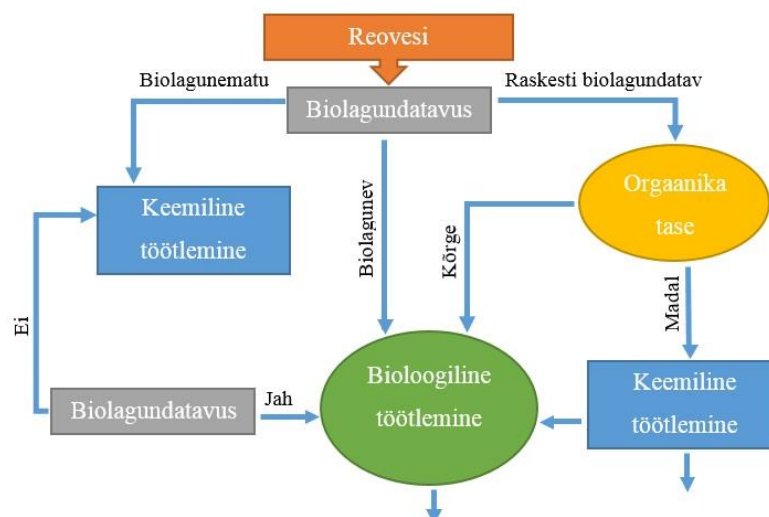 Reovesi
Biolagunematu
Raskesti biolagundatav
Biolagundatavus
Keemiline
töötlemine
Orgaanika
tase
Biolagunev
Kõrge
Madal
Ei
Bioloogiline
töötlemine
Keemiline
töötlemine
Biolagundatavus
Jah